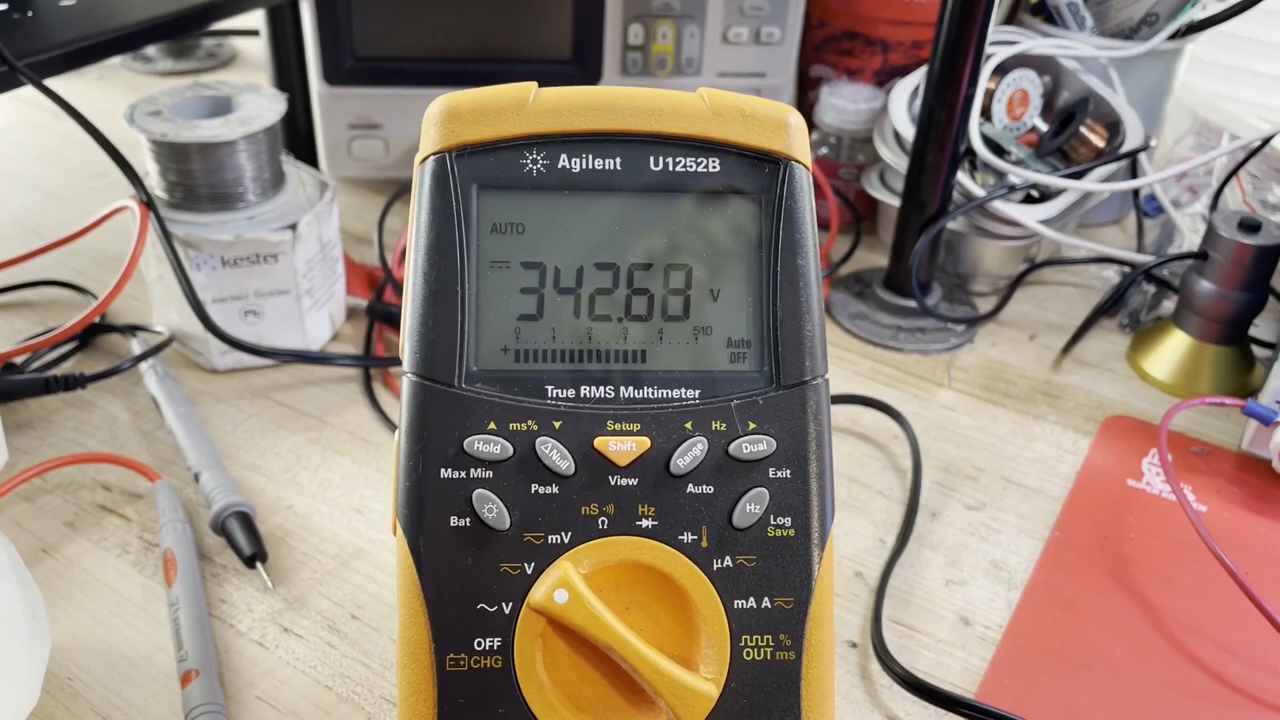 Agilent U1252B
AUTO
342.68 V
0 1 2 3 4 510
+
Auto
OFF
True RMS Multimeter
ms% Setup Hz
Hold ΔNull Shift Range Dual
Max Min Peak View Auto Exit
Bat nS Ω Hz Hz Log
Save
mV
V μA
V mA A
OFF % 
CHG OUT ms
kester
Pb